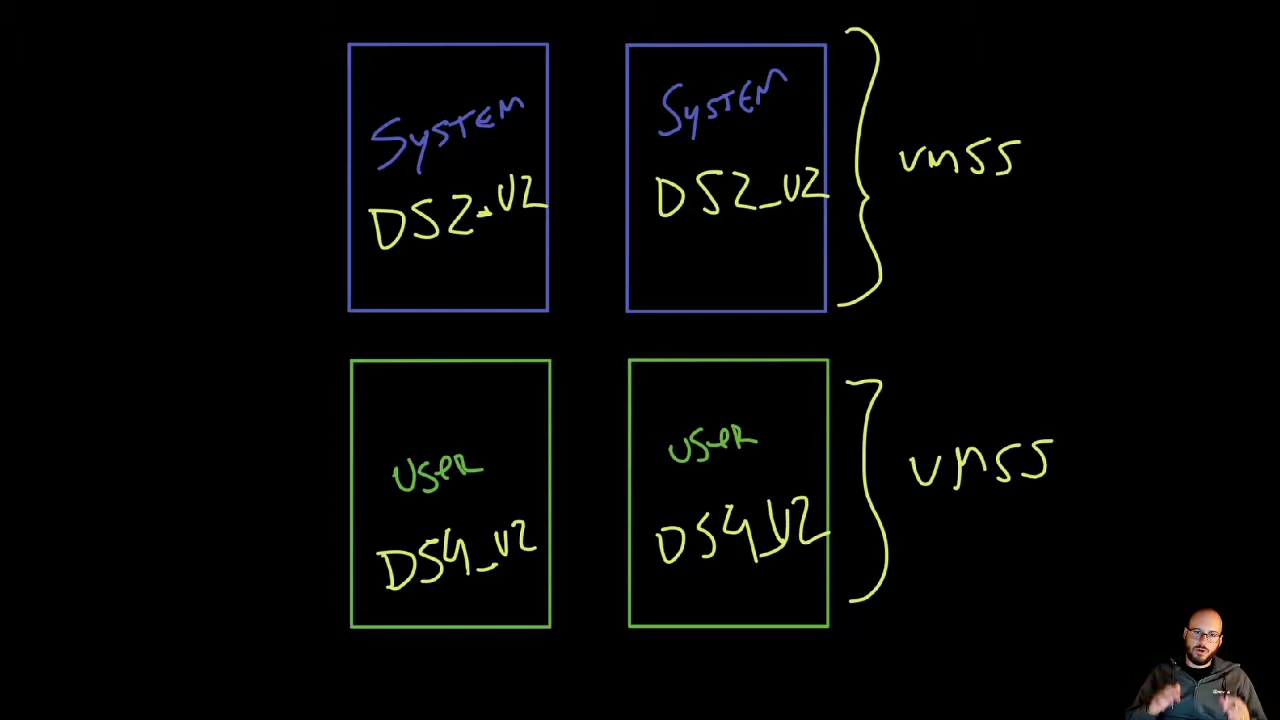 SYSTEM
DS2_V2
SYSTEM
DS2_V2
VMSS
USER
DS4_V2
USER
DS4_V2
VMSS